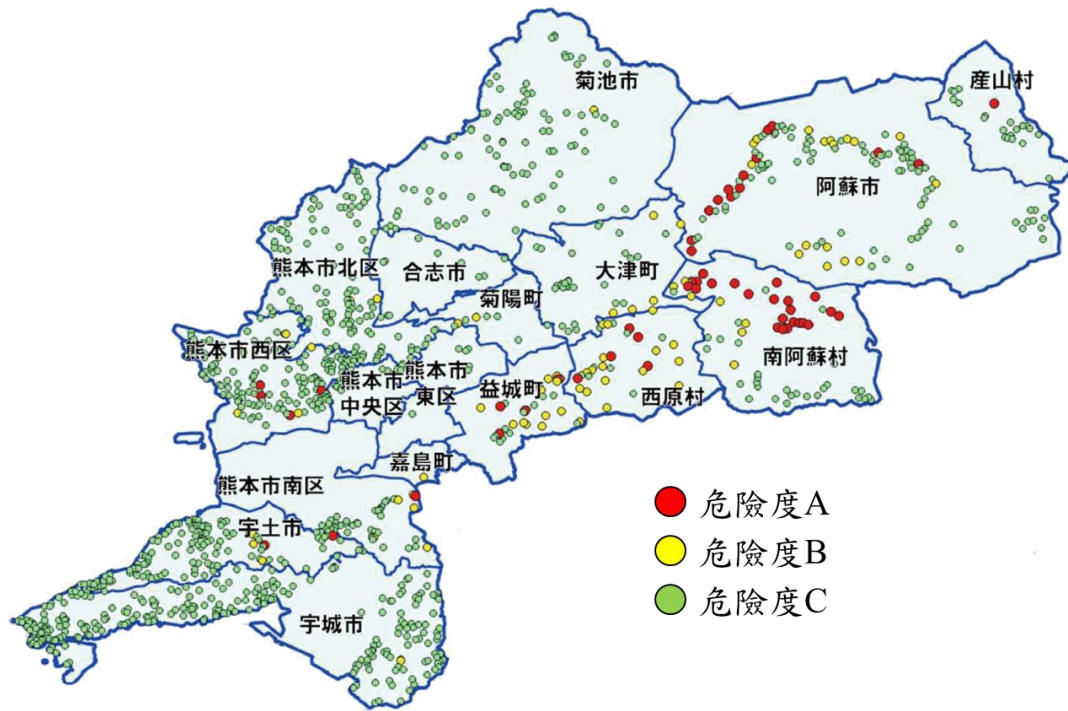 菊池市
産山村
阿蘇市
熊本市北区
合志市
大津町
菊陽町
熊本市西区
熊本市
中央区
熊本市
東区
益城町
西原村
南阿蘇村
嘉島町
熊本市南区
宇土市
宇城市
危險度A
危險度B
危險度C